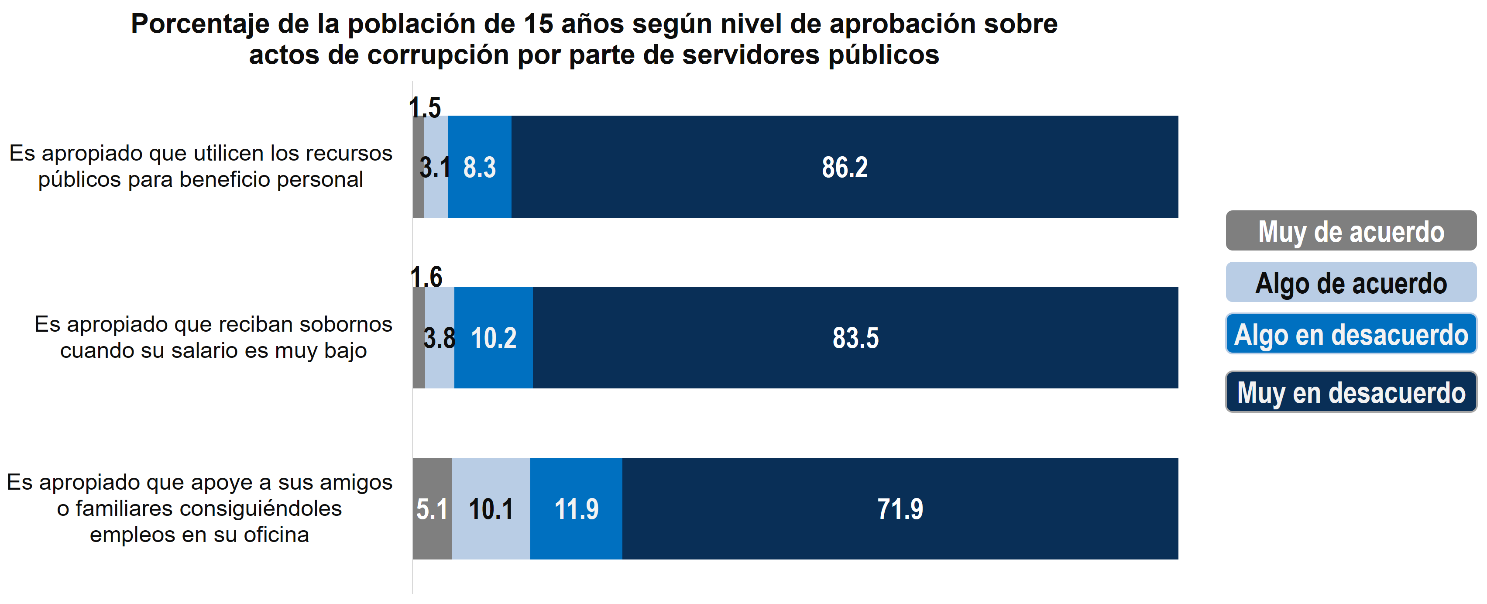 Porcentaje de la población de 15 años según nivel de aprobación sobre
actos de corrupción por parte de servidores públicos
Es apropiado que utilicen los recursos
públicos para beneficio personal
1.5
3.1
8.3
86.2
Es apropiado que reciban sobornos
cuando su salario es muy bajo
1.6
3.8
10.2
83.5
Es apropiado que apoye a sus amigos
o familiares consiguiéndoles
empleos en su oficina
5.1
10.1
11.9
71.9
Muy de acuerdo
Algo de acuerdo
Algo en desacuerdo
Muy en desacuerdo